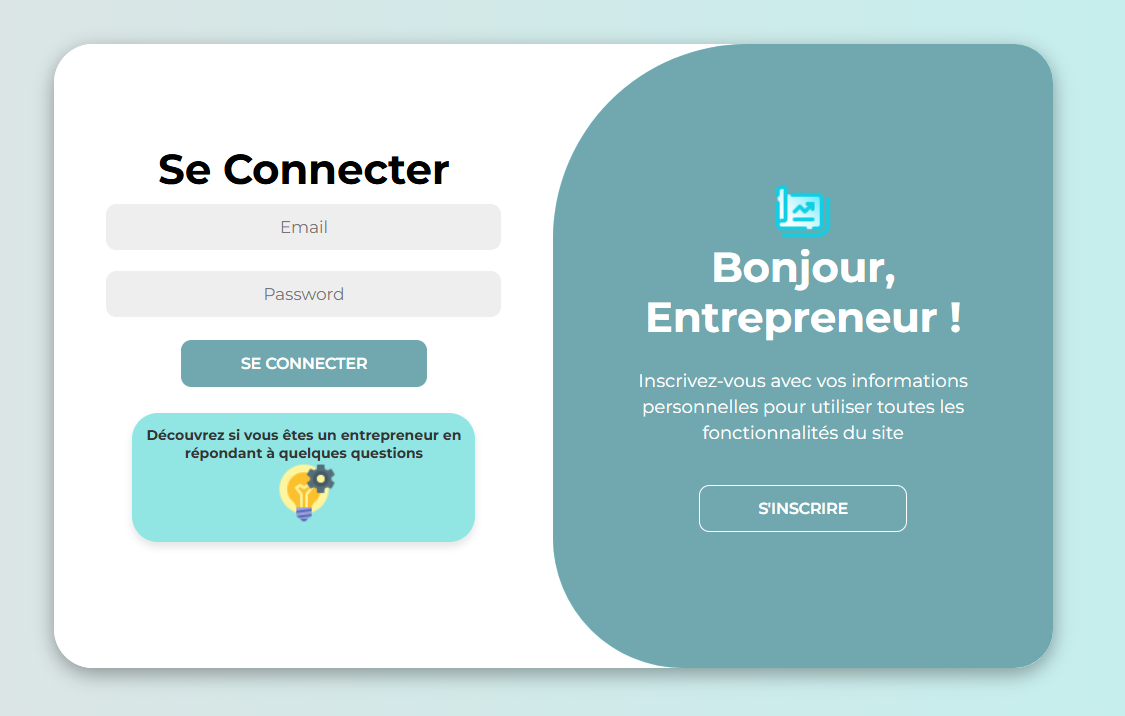 Se Connecter
Email
Password
SE CONNECTER
Découvrez si vous êtes un entrepreneur en
répondant à quelques questions
Bonjour,
Entrepreneur !
Inscrivez-vous avec vos informations
personnelles pour utiliser toutes les
fonctionnalités du site
S'INSCRIRE